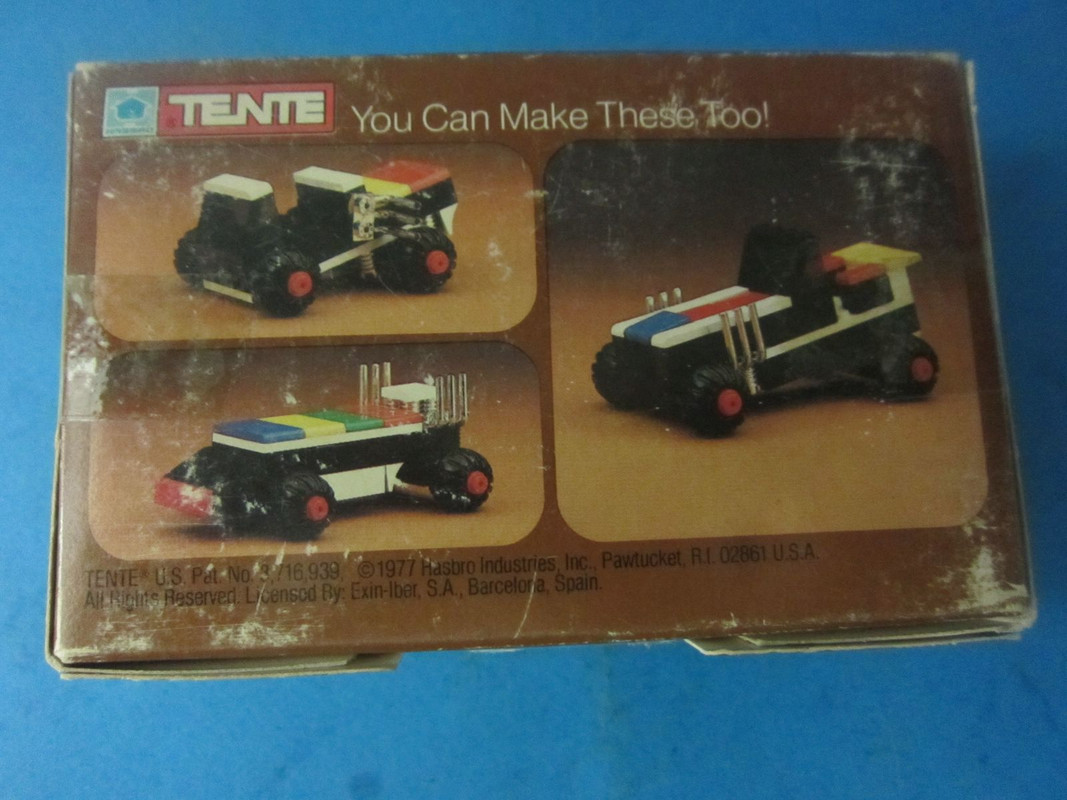 HASBRO
TENTE
You Can Make These Too!
TENTE® U.S. Pat. No. 3,716,939 ©1977 Hasbro Industries, Inc., Pawtucket, R.I. 02861 U.S.A.
All Rights Reserved. Licensed By: Exin-Iber, S.A., Barcelona, Spain.